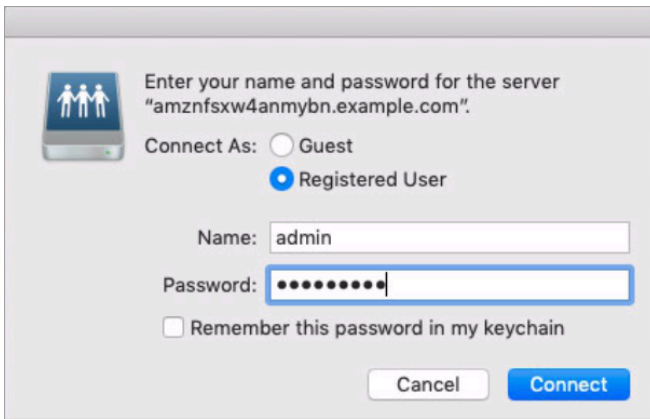 Enter your name and password for the server
“amznfsxw4anmybn.example.com”.
Connect As: Guest
Registered User
Name: admin
Password: •••••••••
Remember this password in my keychain
Cancel Connect